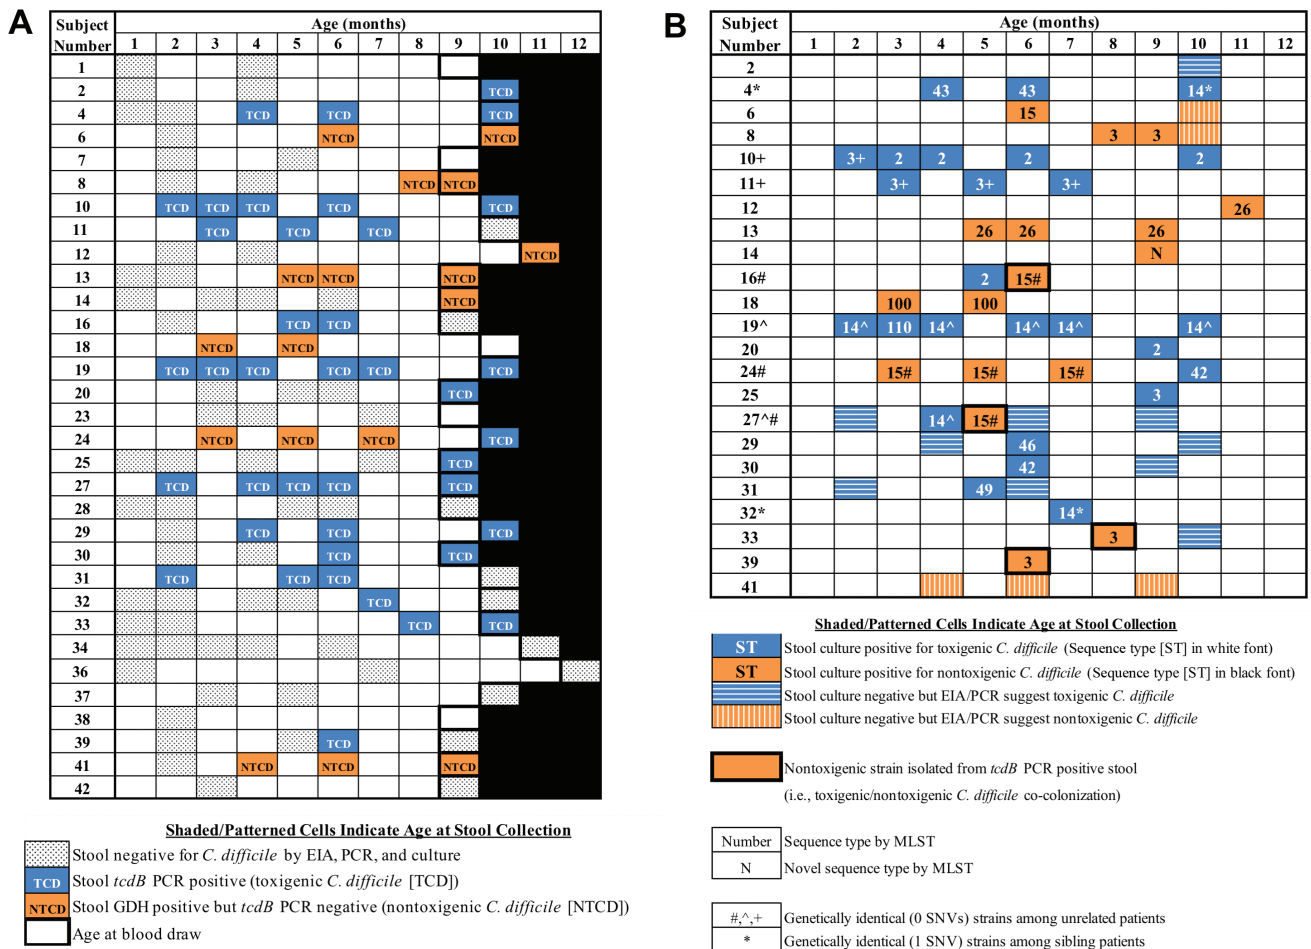 A
Subject Number Age (months)
1 2 3 4 5 6 7 8 9 10 11 12
1
2 TCD
4 TCD TCD TCD
6 NTCD NTCD
7
8 NTCD NTCD
10 TCD TCD TCD TCD TCD
11 TCD TCD TCD
12 NTCD
13 NTCD NTCD NTCD
14 NTCD
16 TCD TCD
18 NTCD NTCD
19 TCD TCD TCD TCD TCD TCD
20 TCD
23
24 NTCD NTCD NTCD TCD
25 TCD
27 TCD TCD TCD TCD TCD
28
29 TCD TCD TCD
30 TCD TCD
31 TCD TCD TCD
32 TCD
33 TCD TCD
34
36
37
38
39 TCD
41 NTCD NTCD NTCD
42
Shaded/Patterned Cells Indicate Age at Stool Collection
Stool negative for C. difficile by EIA, PCR, and culture
TCD Stool tcdB PCR positive (toxigenic C. difficile [TCD])
NTCD Stool GDH positive but tcdB PCR negative (nontoxigenic C. difficile [NTCD])
Age at blood draw
B
Subject Number Age (months)
1 2 3 4 5 6 7 8 9 10 11 12
2
4* 43 43 14*
6 15
8 3 3
10+ 3+ 2 2 2 2
11+ 3+ 3+ 3+
12 26
13 26 26 26
14 N
16# 2 15#
18 100 100
19^ 14^ 110 14^ 14^ 14^ 14^
20 2
24# 15# 15# 15# 42
25 3
27^# 14^ 15#
29 46
30 42
31 49
32* 14*
33 3
39 3
41
Shaded/Patterned Cells Indicate Age at Stool Collection
ST Stool culture positive for toxigenic C. difficile (Sequence type [ST] in white font)
ST Stool culture positive for nontoxigenic C. difficile (Sequence type [ST] in black font)
Stool culture negative but EIA/PCR suggest toxigenic C. difficile
Stool culture negative but EIA/PCR suggest nontoxigenic C. difficile
Nontoxigenic strain isolated from tcdB PCR positive stool
(i.e., toxigenic/nontoxigenic C. difficile co-colonization)
Number Sequence type by MLST
N Novel sequence type by MLST
#,^,+ Genetically identical (0 SNVs) strains among unrelated patients
* Genetically identical (1 SNV) strains among sibling patients